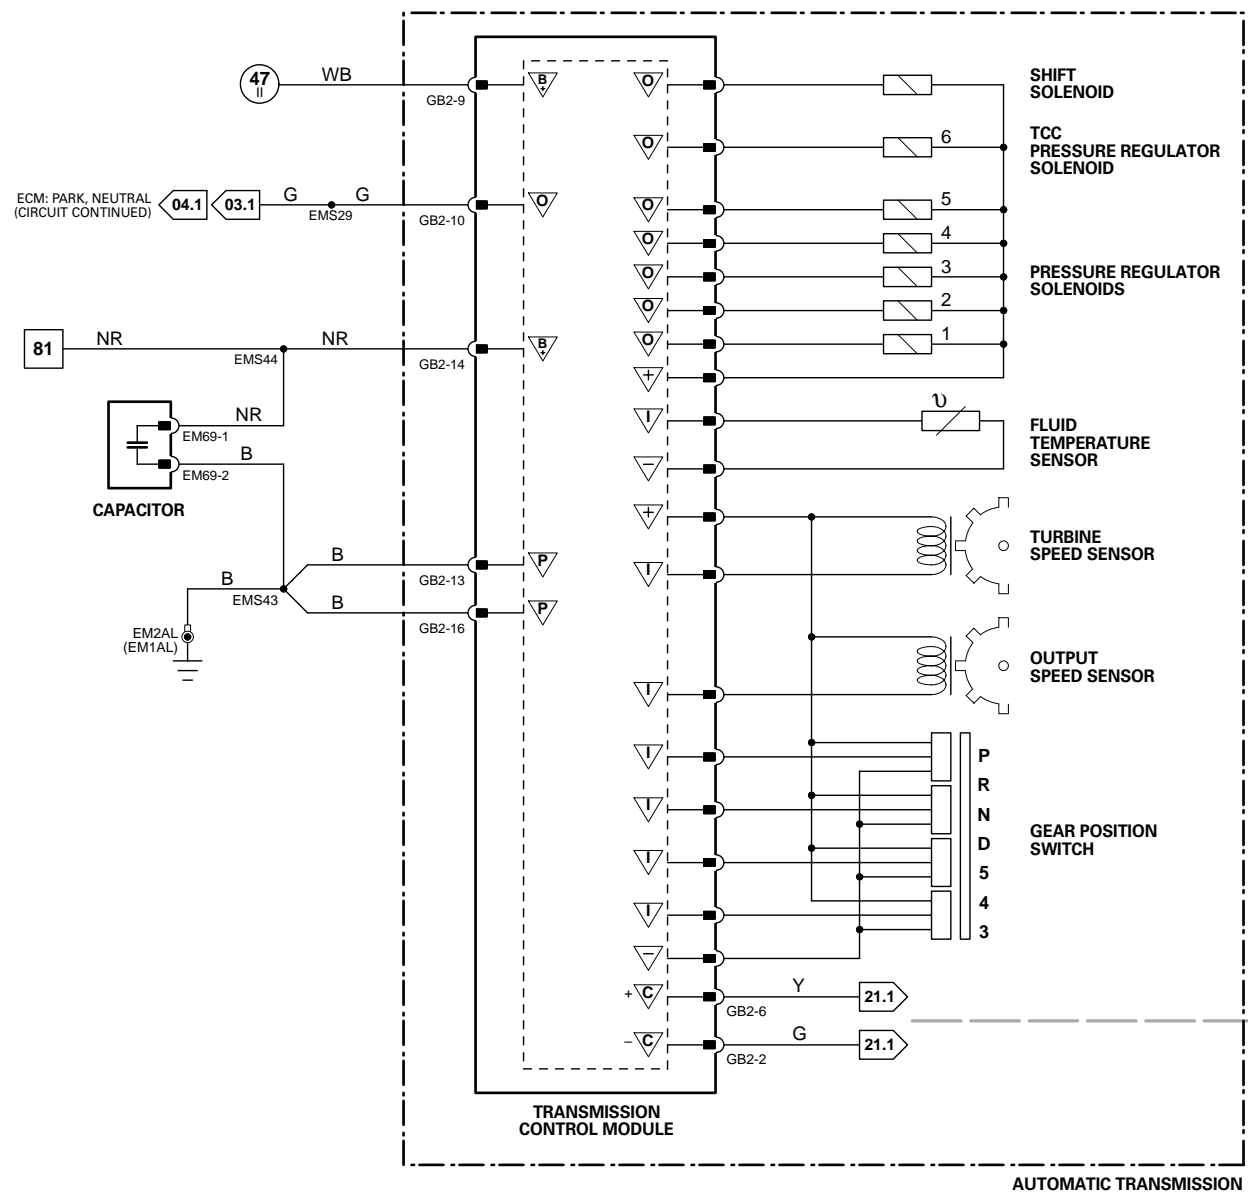 47
II
WB
GB2-9
B
+
O
SHIFT
SOLENOID
O
6
TCC
PRESSURE REGULATOR
SOLENOID
ECM: PARK, NEUTRAL
(CIRCUIT CONTINUED)
04.1
03.1
G
EMS29
G
GB2-10
O
O
5
O
4
O
3
PRESSURE REGULATOR
SOLENOIDS
O
2
O
1
+
81
NR
EMS44
NR
GB2-14
B
+
NR
EM69-1
B
EM69-2
CAPACITOR
I
υ
FLUID
TEMPERATURE
SENSOR
–
+
TURBINE
SPEED SENSOR
I
B
GB2-13
P
B
EMS43
B
GB2-16
P
EM2AL
(EM1AL)
OUTPUT
SPEED SENSOR
I
I
P
R
I
N
GEAR POSITION
SWITCH
D
I
5
4
I
3
–
+
C
GB2-6
Y
21.1
–
C
GB2-2
G
21.1
TRANSMISSION
CONTROL MODULE
AUTOMATIC TRANSMISSION